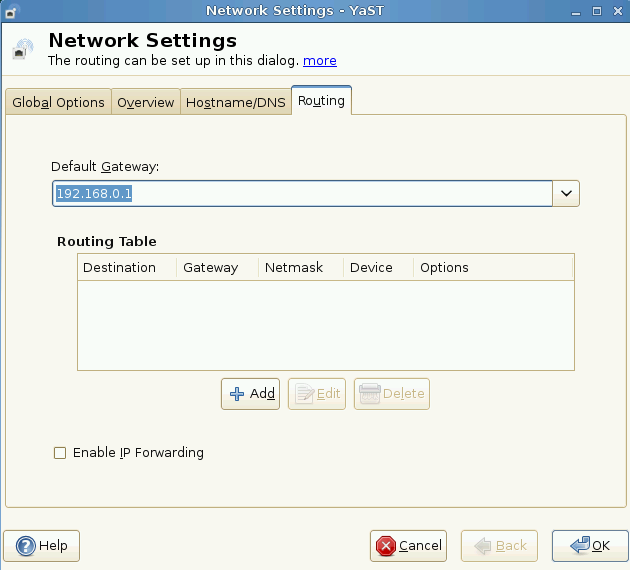 Network Settings - YaST
Network Settings
The routing can be set up in this dialog. more
Global Options Overview Hostname/DNS Routing
Default Gateway:
192.168.0.1
Routing Table
Destination Gateway Netmask Device Options
Add Edit Delete
Enable IP Forwarding
Help Cancel Back OK